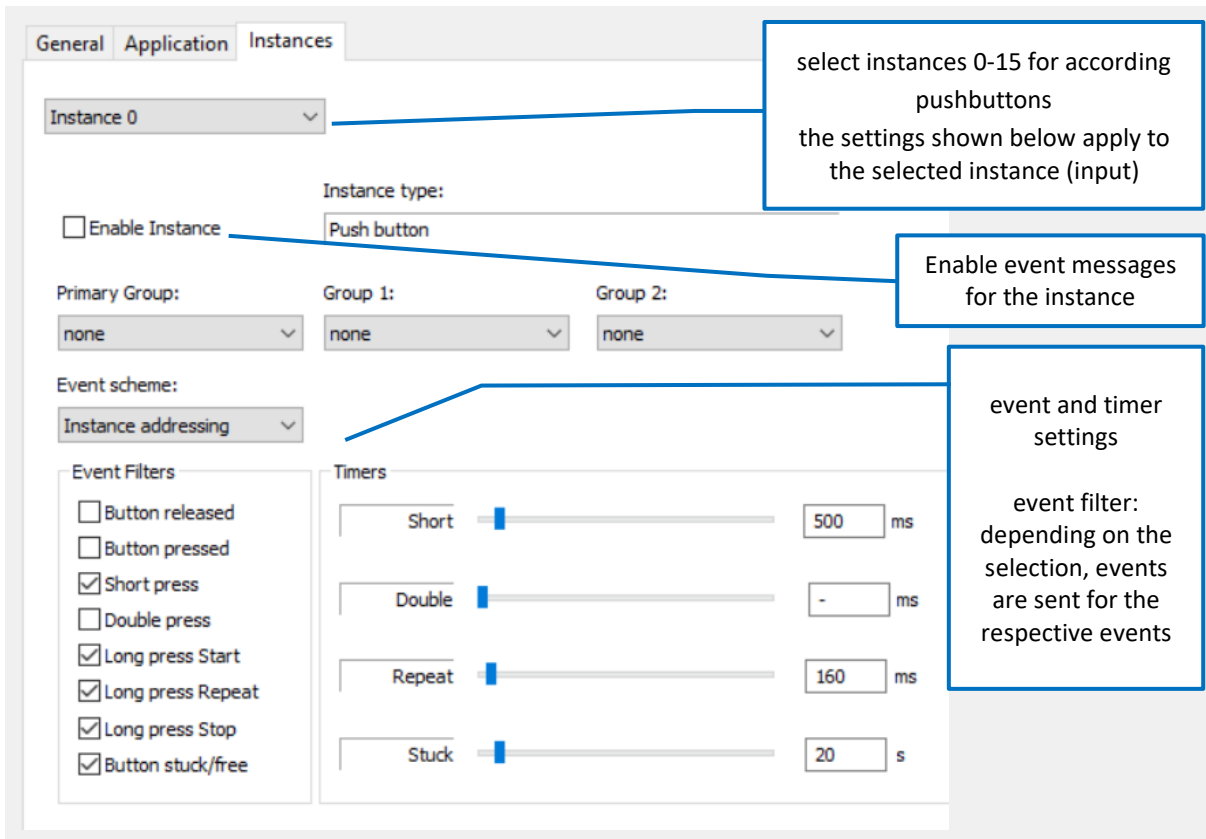 General Application Instances
select instances 0-15 for according
pushbuttons
the settings shown below apply to
the selected instance (input)
Instance 0
Instance type:
Enable Instance
Push button
Enable event messages
for the instance
Primary Group: Group 1: Group 2:
none none none
Event scheme:
Instance addressing
event and timer
settings
event filter:
depending on the
selection, events
are sent for the
respective events
Event Filters
Button released
Button pressed
Short press
Double press
Long press Start
Long press Repeat
Long press Stop
Button stuck/free
Timers
Short 500 ms
Double - ms
Repeat 160 ms
Stuck 20 s